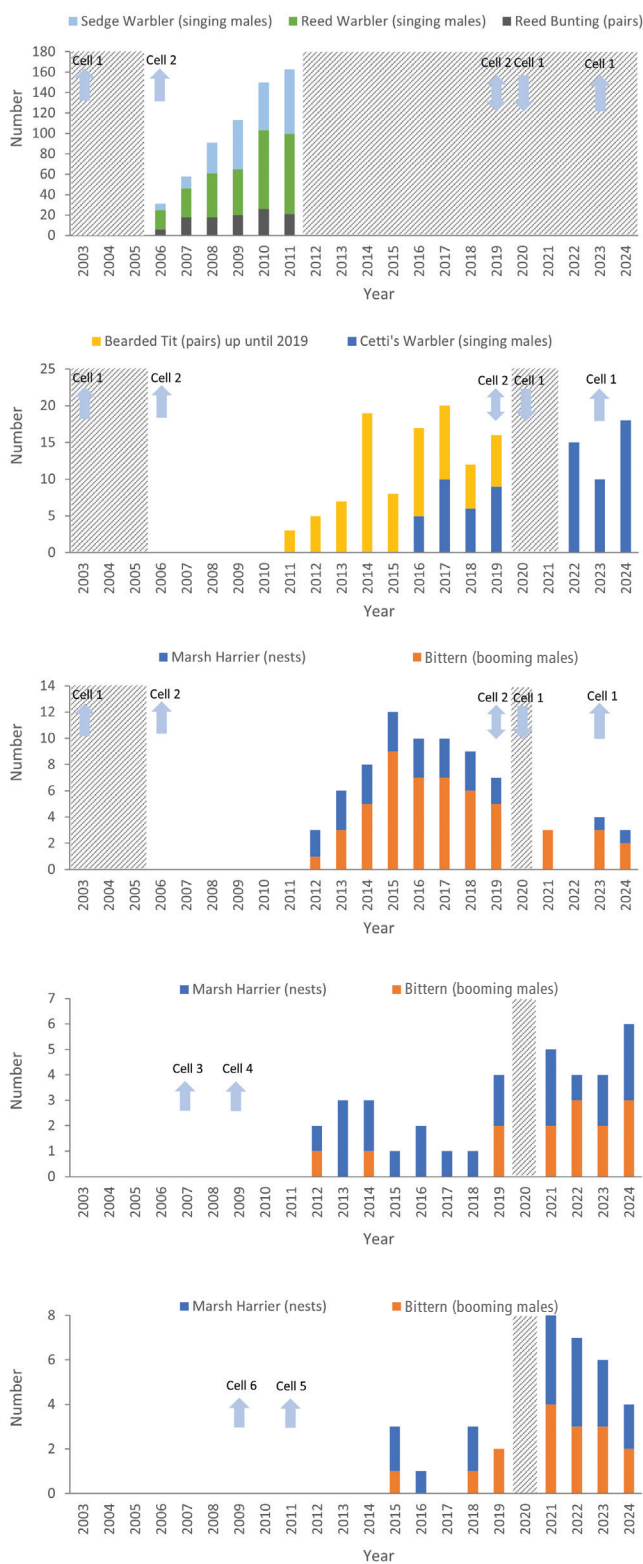 Sedge Warbler (singing males) Reed Warbler (singing males) Reed Bunting (pairs)
180
160
140
120
100
80
60
40
20
0
Number
Cell 1 Cell 2 Cell 2 Cell 1 Cell 1
2003 2004 2005 2006 2007 2008 2009 2010 2011 2012 2013 2014 2015 2016 2017 2018 2019 2020 2021 2022 2023 2024
Year
Bearded Tit (pairs) up until 2019 Cetti's Warbler (singing males)
25
20
15
10
5
0
Number
Cell 1 Cell 2 Cell 2 Cell 1 Cell 1
2003 2004 2005 2006 2007 2008 2009 2010 2011 2012 2013 2014 2015 2016 2017 2018 2019 2020 2021 2022 2023 2024
Year
Marsh Harrier (nests) Bittern (booming males)
14
12
10
8
6
4
2
0
Number
Cell 1 Cell 2 Cell 2 Cell 1 Cell 1
2003 2004 2005 2006 2007 2008 2009 2010 2011 2012 2013 2014 2015 2016 2017 2018 2019 2020 2021 2022 2023 2024
Year
Marsh Harrier (nests) Bittern (booming males)
7
6
5
4
3
2
1
0
Number
Cell 3 Cell 4
2003 2004 2005 2006 2007 2008 2009 2010 2011 2012 2013 2014 2015 2016 2017 2018 2019 2020 2021 2022 2023 2024
Year
Marsh Harrier (nests) Bittern (booming males)
8
6
4
2
0
Number
Cell 6 Cell 5
2003 2004 2005 2006 2007 2008 2009 2010 2011 2012 2013 2014 2015 2016 2017 2018 2019 2020 2021 2022 2023 2024
Year